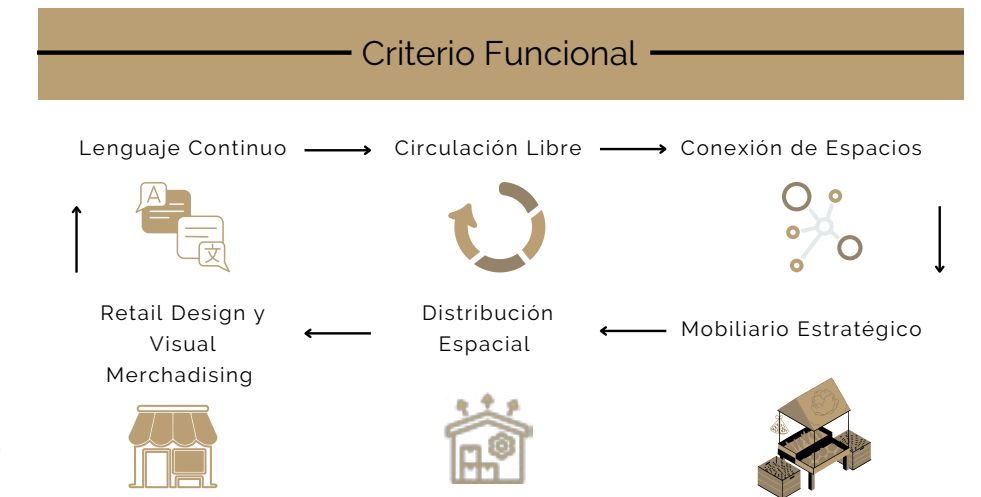 Criterio Funcional
Lenguaje Continuo
Circulación Libre
Conexión de Espacios
A
文
Retail Design y
Visual
Merchadising
Distribución
Espacial
Mobiliario Estratégico